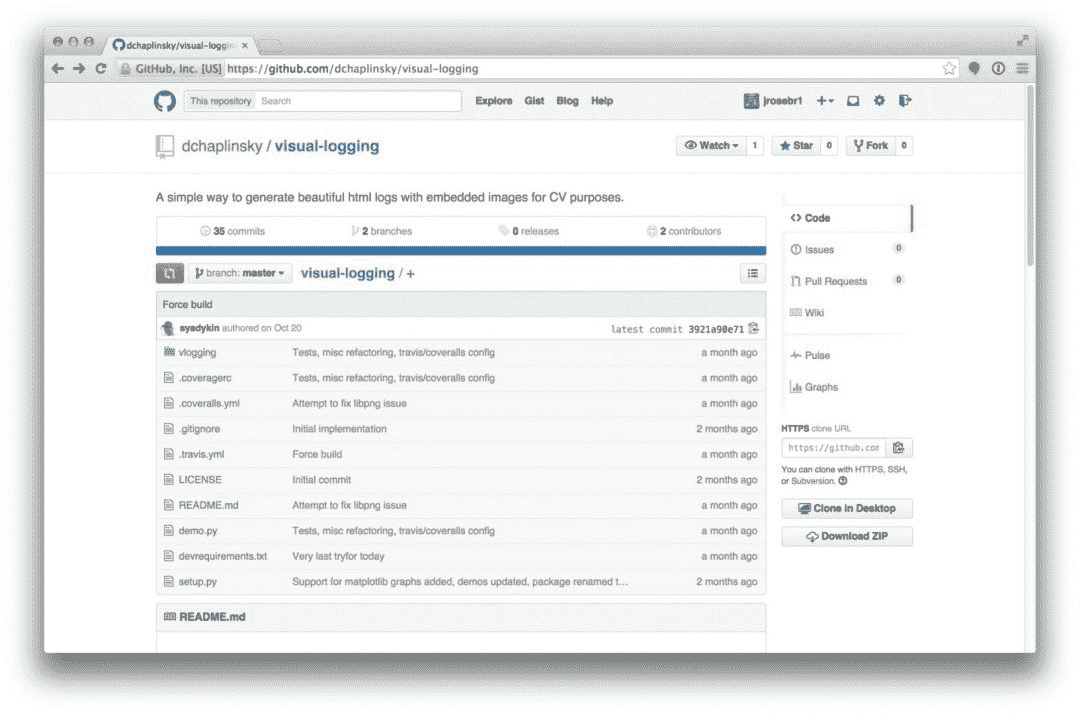 dchaplinsky/visual-loggin
GitHub, Inc. [US] https://github.com/dchaplinsky/visual-logging
This repository Search Explore Gist Blog Help jrosebr1
dchaplinsky / visual-logging Watch 1 Star 0 Fork 0
A simple way to generate beautiful html logs with embedded images for CV purposes.
35 commits 2 branches 0 releases 2 contributors
branch: master visual-logging / +
Force build
syadykin authored on Oct 20 latest commit 3921a90e71
vlogging Tests, misc refactoring, travis/coveralls config a month ago
.coveragerc Tests, misc refactoring, travis/coveralls config a month ago
.coveralls.yml Attempt to fix libpng issue a month ago
.gitignore Initial implementation 2 months ago
.travis.yml Force build a month ago
LICENSE Initial commit 2 months ago
README.md Attempt to fix libpng issue a month ago
demo.py Tests, misc refactoring, travis/coveralls config a month ago
devrequirements.txt Very last tryfor today a month ago
setup.py Support for matplotlib graphs added, demos updated, package renamed t... 2 months ago
README.md
Code
Issues 0
Pull Requests 0
Wiki
Pulse
Graphs
HTTPS clone URL
https://github.com
You can clone with HTTPS, SSH,
or Subversion.
Clone in Desktop
Download ZIP